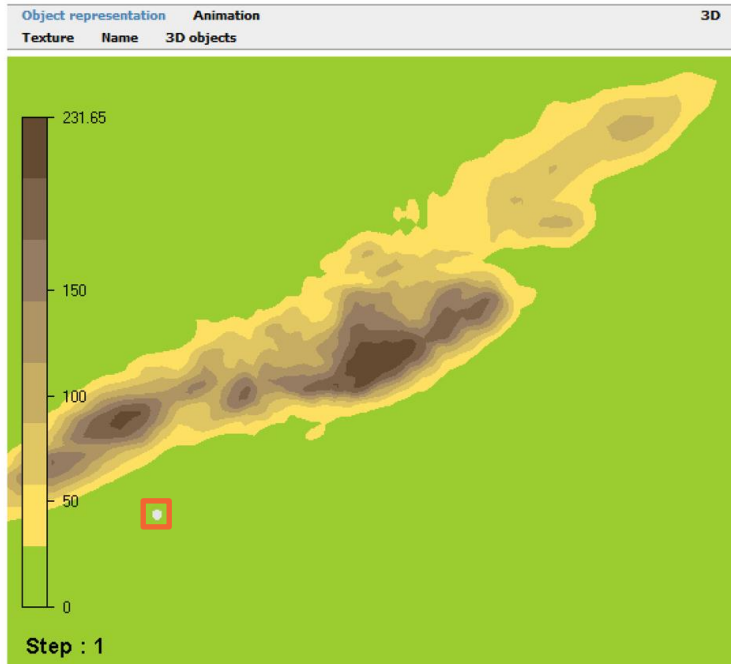 Object representation Animation 3D
Texture Name 3D objects
231.65
150
100
50
0
Step : 1